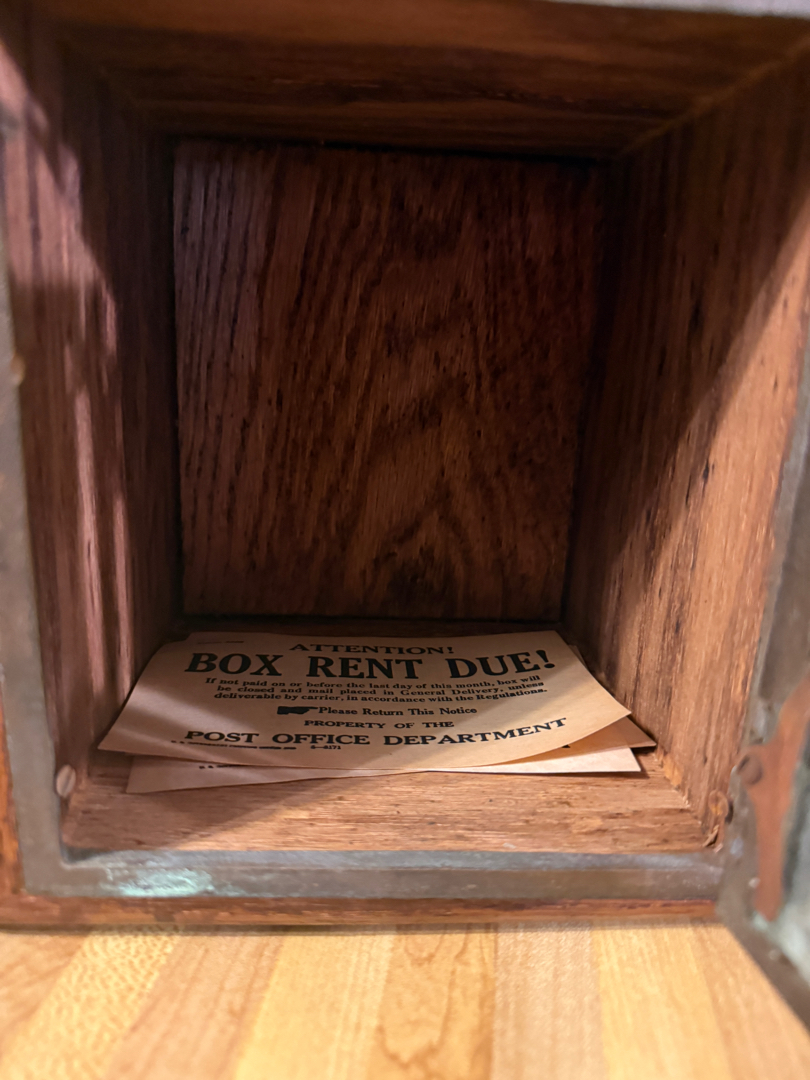 ATTENTION!
BOX RENT DUE!
If not paid on or before the last day of this month, box will
be closed and mail placed in General Delivery, unless
deliverable by carrier, in accordance with the Regulations.
Please Return This Notice
PROPERTY OF THE
POST OFFICE DEPARTMENT